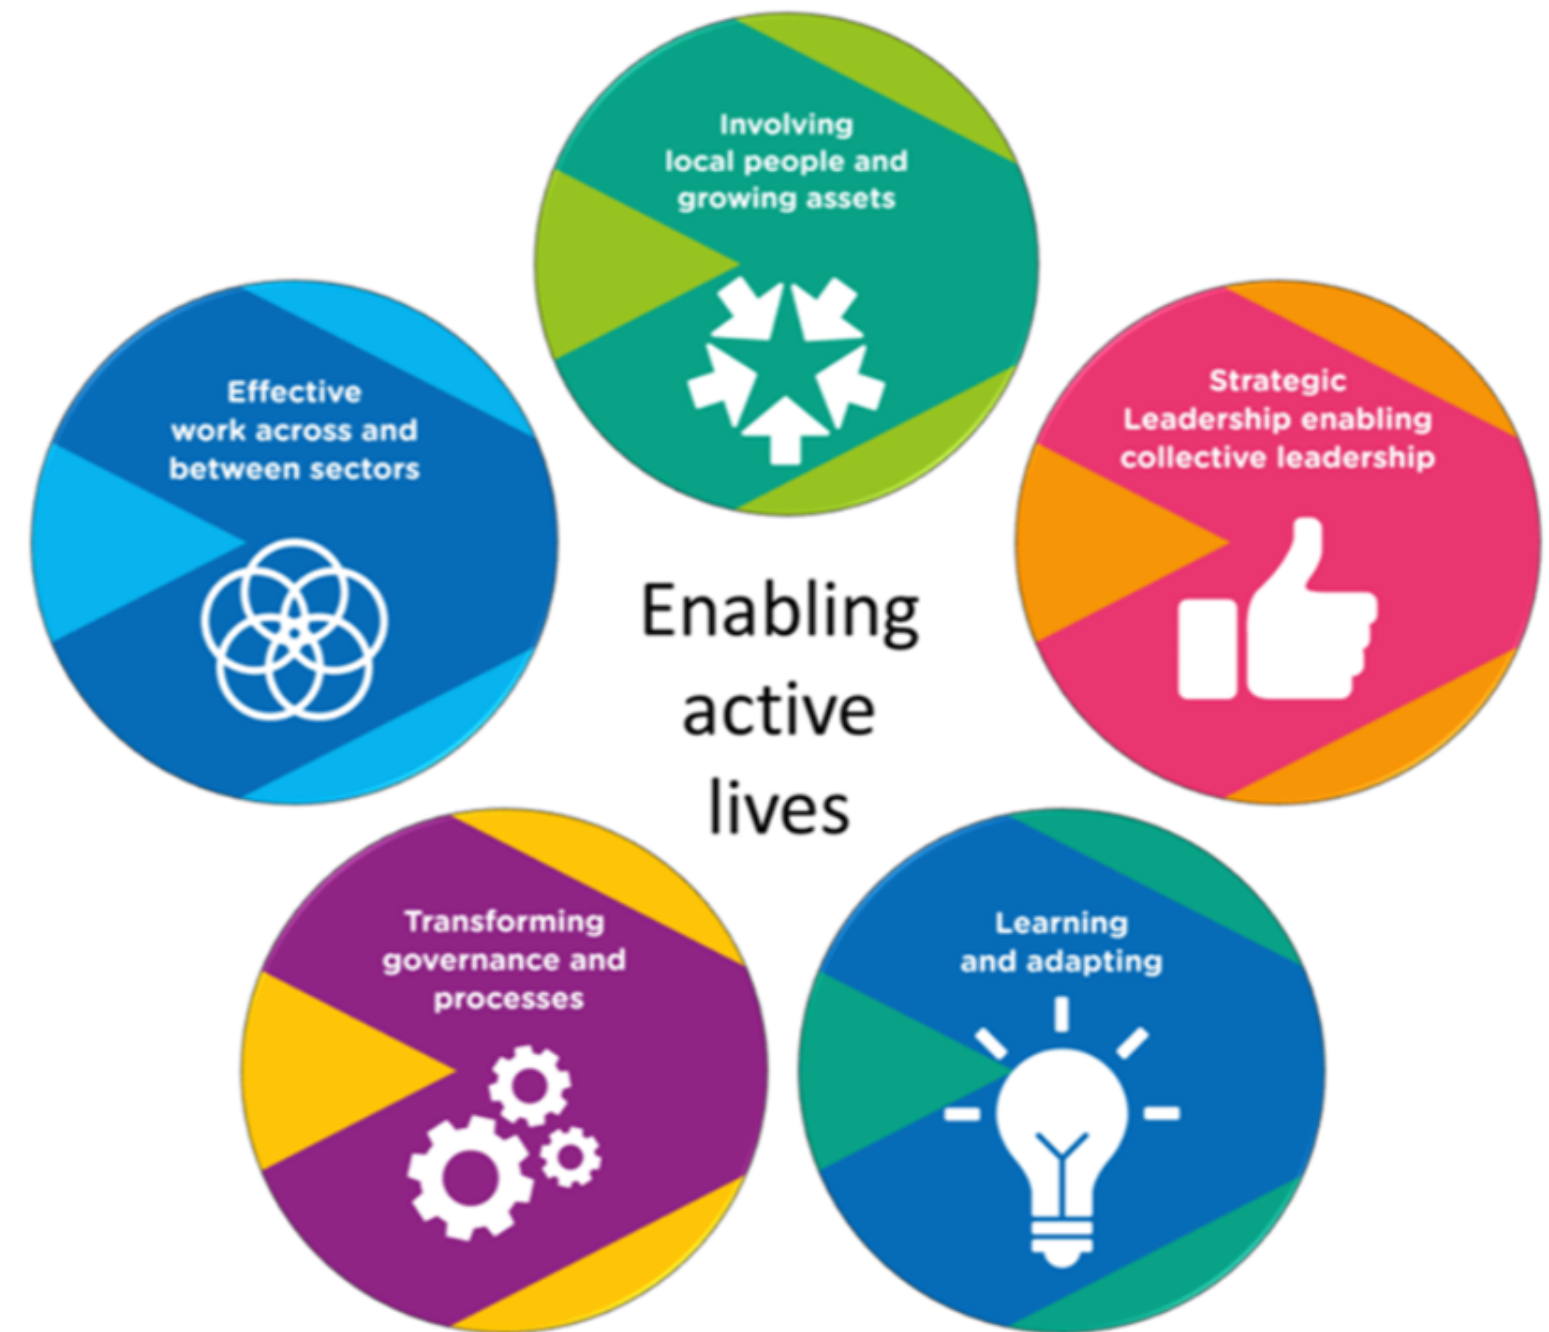 Involving
local people and
growing assets
Effective
work across and
between sectors
Strategic
Leadership enabling
collective leadership
Enabling
active
lives
Transforming
governance and
processes
Learning
and adapting